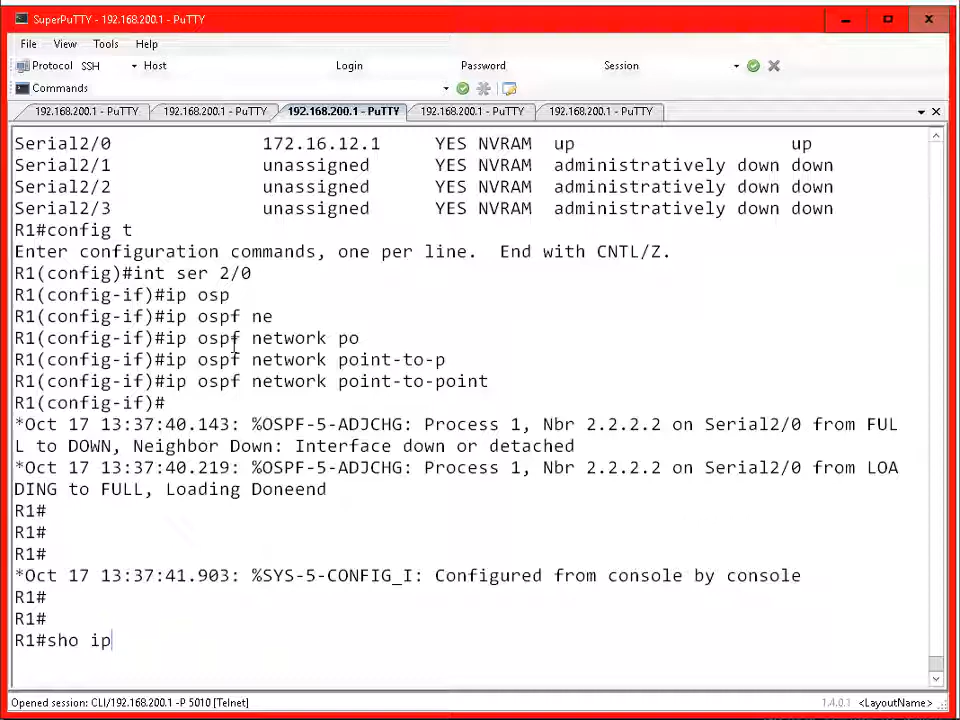 SuperPuTTY - 192.168.200.1 - PuTTY
File View Tools Help
Protocol SSH Host Login Password Session
Commands
192.168.200.1 - PuTTY 192.168.200.1 - PuTTY 192.168.200.1 - PuTTY 192.168.200.1 - PuTTY 192.168.200.1 - PuTTY
Serial2/0 172.16.12.1 YES NVRAM up up
Serial2/1 unassigned YES NVRAM administratively down down
Serial2/2 unassigned YES NVRAM administratively down down
Serial2/3 unassigned YES NVRAM administratively down down
R1#config t
Enter configuration commands, one per line. End with CNTL/Z.
R1(config)#int ser 2/0
R1(config-if)#ip osp
R1(config-if)#ip ospf ne
R1(config-if)#ip ospf network po
R1(config-if)#ip ospf network point-to-p
R1(config-if)#ip ospf network point-to-point
R1(config-if)#
*Oct 17 13:37:40.143: %OSPF-5-ADJCHG: Process 1, Nbr 2.2.2.2 on Serial2/0 from FUL
L to DOWN, Neighbor Down: Interface down or detached
*Oct 17 13:37:40.219: %OSPF-5-ADJCHG: Process 1, Nbr 2.2.2.2 on Serial2/0 from LOA
DING to FULL, Loading Doneend
R1#
R1#
R1#
*Oct 17 13:37:41.903: %SYS-5-CONFIG_I: Configured from console by console
R1#
R1#
R1#sho ip
Opened session: CLI/192.168.200.1 -P 5010 [Telnet] 1.4.0.1 <LayoutName>